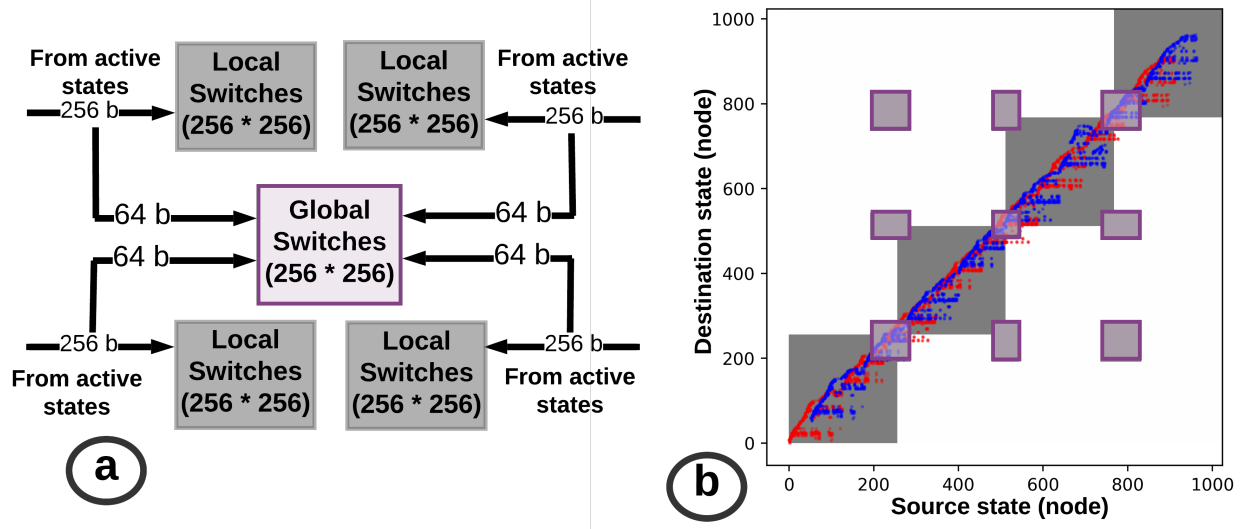 From active
states
256 b
Local
Switches
(256 * 256)
Local
Switches
(256 * 256)
From active
states
256 b
64 b
64 b
Global
Switches
(256 * 256)
64 b
64 b
256 b
From active
states
Local
Switches
(256 * 256)
Local
Switches
(256 * 256)
256 b
From active
states
a
Destination state (node)
1000
800
600
400
200
0
0 200 400 600 800 1000
Source state (node)
b